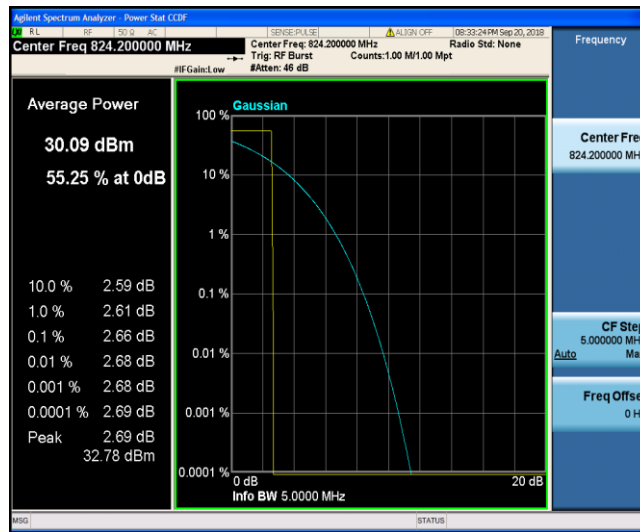 Agilent Spectrum Analyzer - Power Stat CCDF
RL RF 50 Ω AC SENSE:PULSE ALIGN OFF 08:33:24 PM Sep 20, 2018
Center Freq 824.200000 MHz
Center Freq: 824.200000 MHz Radio Std: None
Trig: RF Burst Counts:1.00 M/1.00 Mpt
#IFGain:Low #Atten: 46 dB
Frequency
Average Power
30.09 dBm
55.25 % at 0dB
10.0 % 2.59 dB
1.0 % 2.61 dB
0.1 % 2.66 dB
0.01 % 2.68 dB
0.001 % 2.68 dB
0.0001 % 2.69 dB
Peak 2.69 dB
32.78 dBm
Gaussian
100 %
10 %
1 %
0.1 %
0.01 %
0.001 %
0.0001 %
0 dB 20 dB
Info BW 5.0000 MHz
Center Fre
824.200000 MH
CF Step
5.000000 MH
Auto Ma
Freq Offse
0 H
MSG STATUS